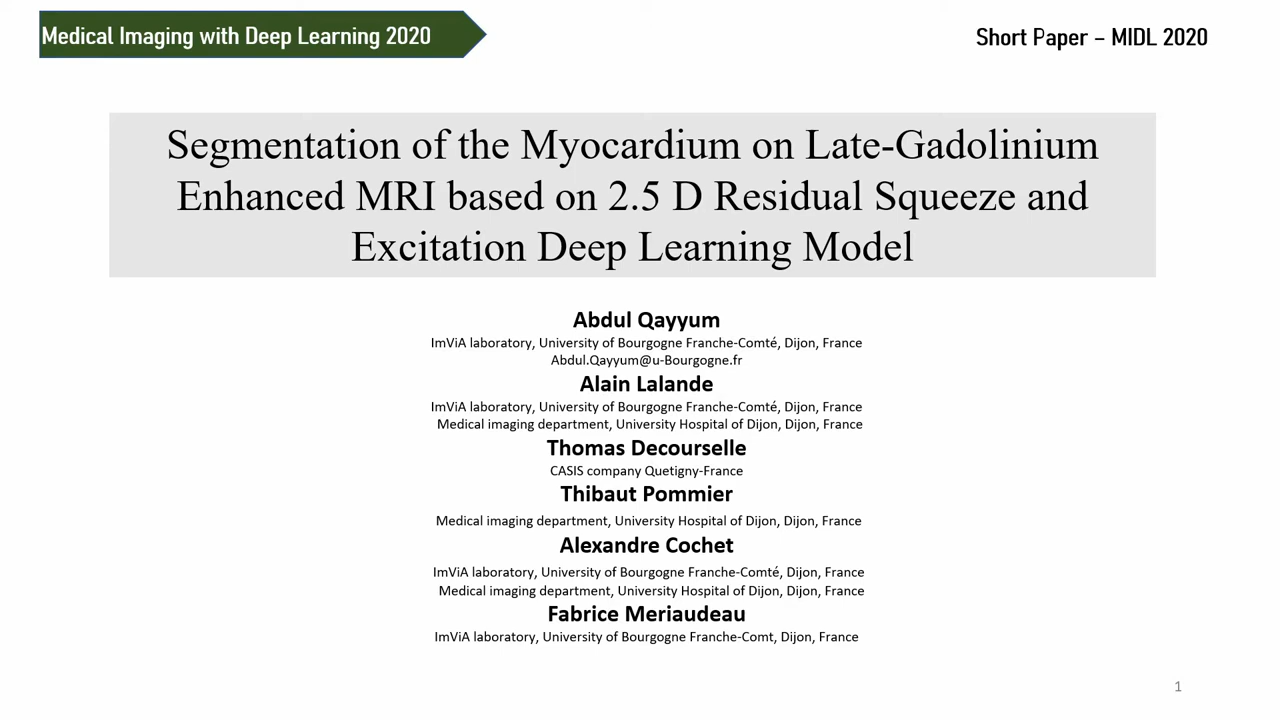 Medical Imaging with Deep Learning 2020
Short Paper – MIDL 2020
Segmentation of the Myocardium on Late-Gadolinium
Enhanced MRI based on 2.5 D Residual Squeeze and
Excitation Deep Learning Model
Abdul Qayyum
ImViA laboratory, University of Bourgogne Franche-Comté, Dijon, France
Abdul.Qayyum@u-Bourgogne.fr
Alain Lalande
ImViA laboratory, University of Bourgogne Franche-Comté, Dijon, France
Medical imaging department, University Hospital of Dijon, Dijon, France
Thomas Decourselle
CASIS company Quetigny-France
Thibaut Pommier
Medical imaging department, University Hospital of Dijon, Dijon, France
Alexandre Cochet
ImViA laboratory, University of Bourgogne Franche-Comté, Dijon, France
Medical imaging department, University Hospital of Dijon, Dijon, France
Fabrice Meriaudeau
ImViA laboratory, University of Bourgogne Franche-Comt, Dijon, France
1